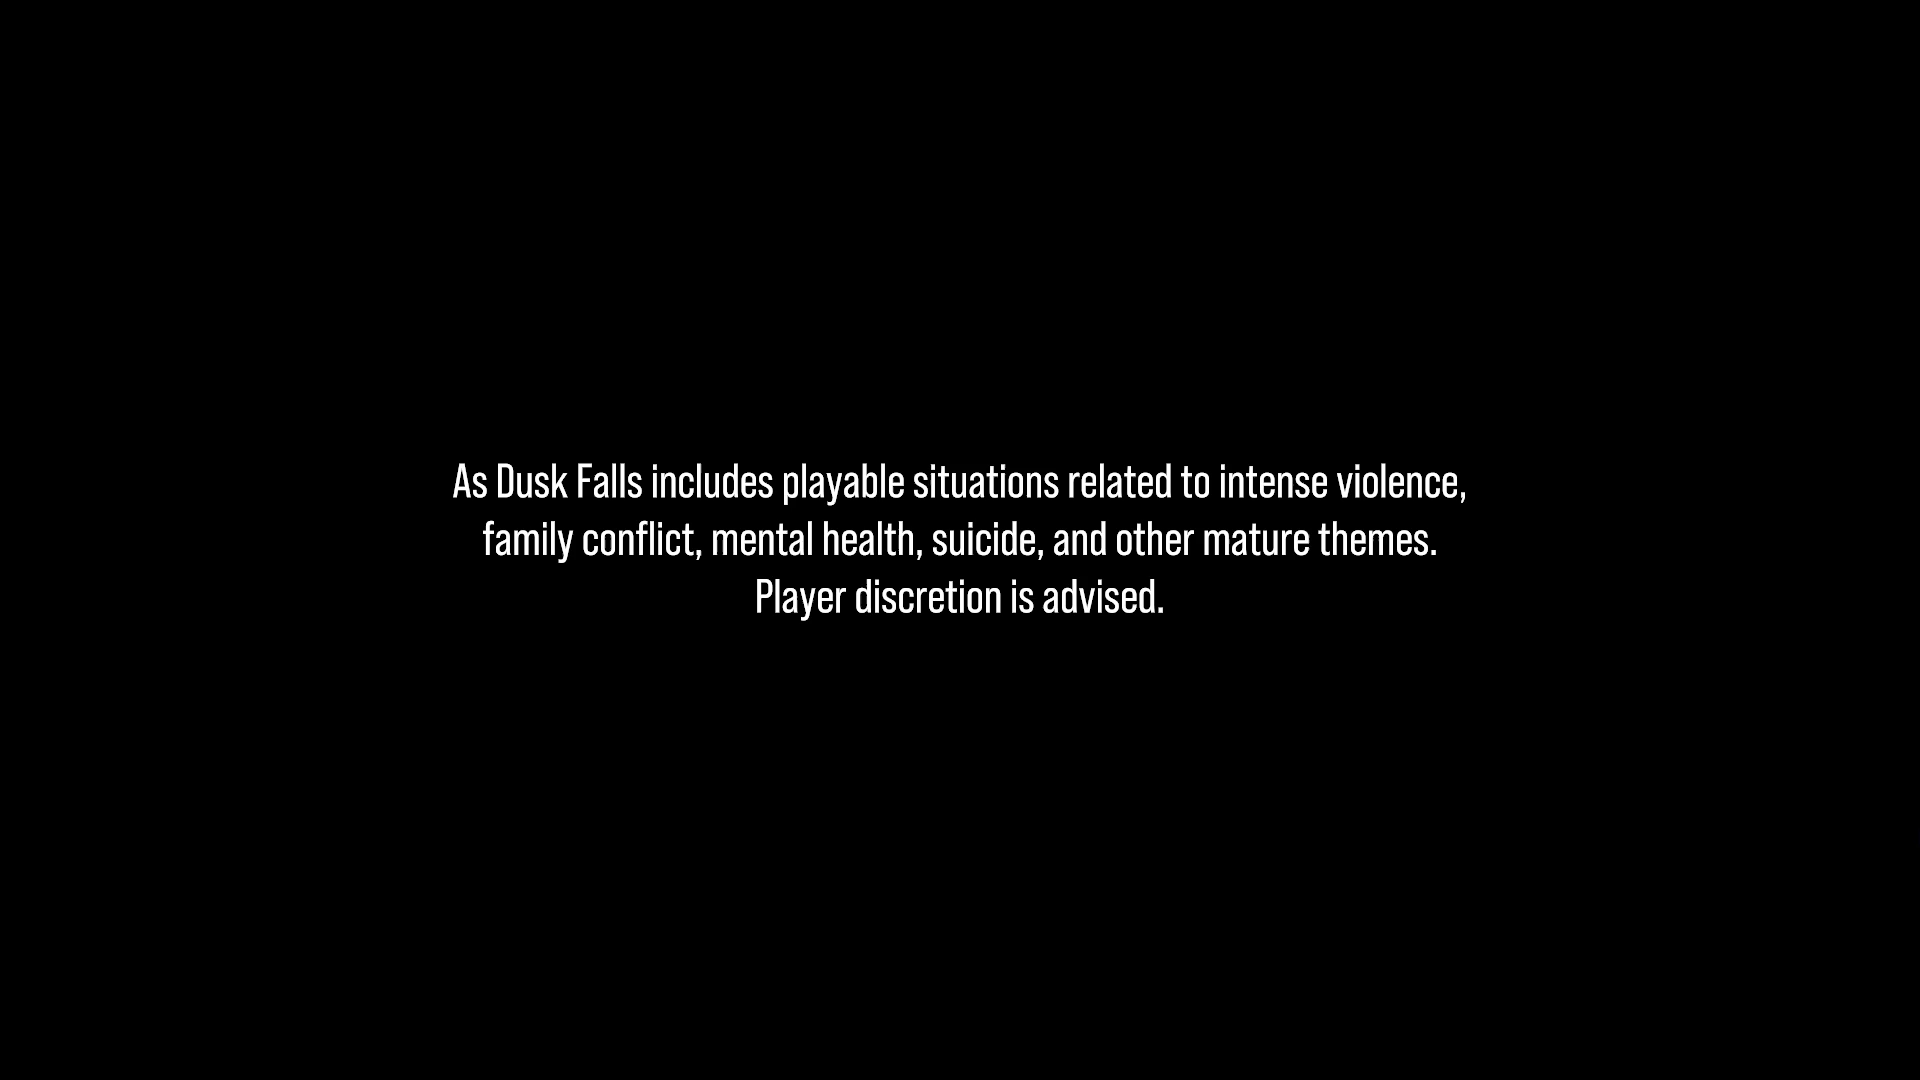 As Dusk Falls includes playable situations related to intense violence,
family conflict, mental health, suicide, and other mature themes.
Player discretion is advised.